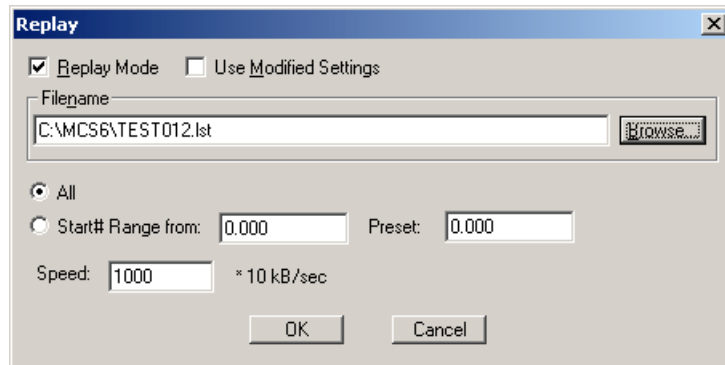 Replay
Replay Mode Use Modified Settings
Filename
C:\MCS6\TEST012.lst Browse...
All
Start# Range from: 0.000 Preset: 0.000
Speed: 1000 * 10 kB/sec
OK Cancel